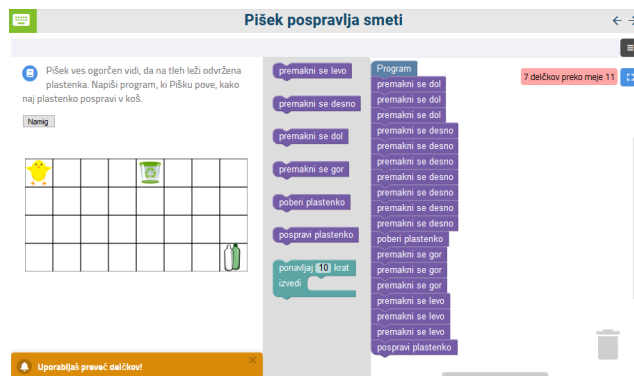 Pišek pospravlja smeti
Pišek ves ogorčen vidi, da na tleh leži odvržena
plastenka. Napiši program, ki Pišku pove, kako
naj plastenko pospravi v koš.
Namig
premakni se levo
premakni se desno
premakni se dol
premakni se gor
poberi plastenko
pospravi plastenko
ponavljaj 10 krat
izvedi
Program
premakni se dol
premakni se dol
premakni se dol
premakni se desno
premakni se desno
premakni se desno
premakni se desno
premakni se desno
premakni se desno
premakni se desno
poberi plastenko
premakni se gor
premakni se gor
premakni se gor
premakni se levo
premakni se levo
premakni se levo
pospravi plastenko
7 delčkov preko meje 11
Uporabljaš preveč delčkov!